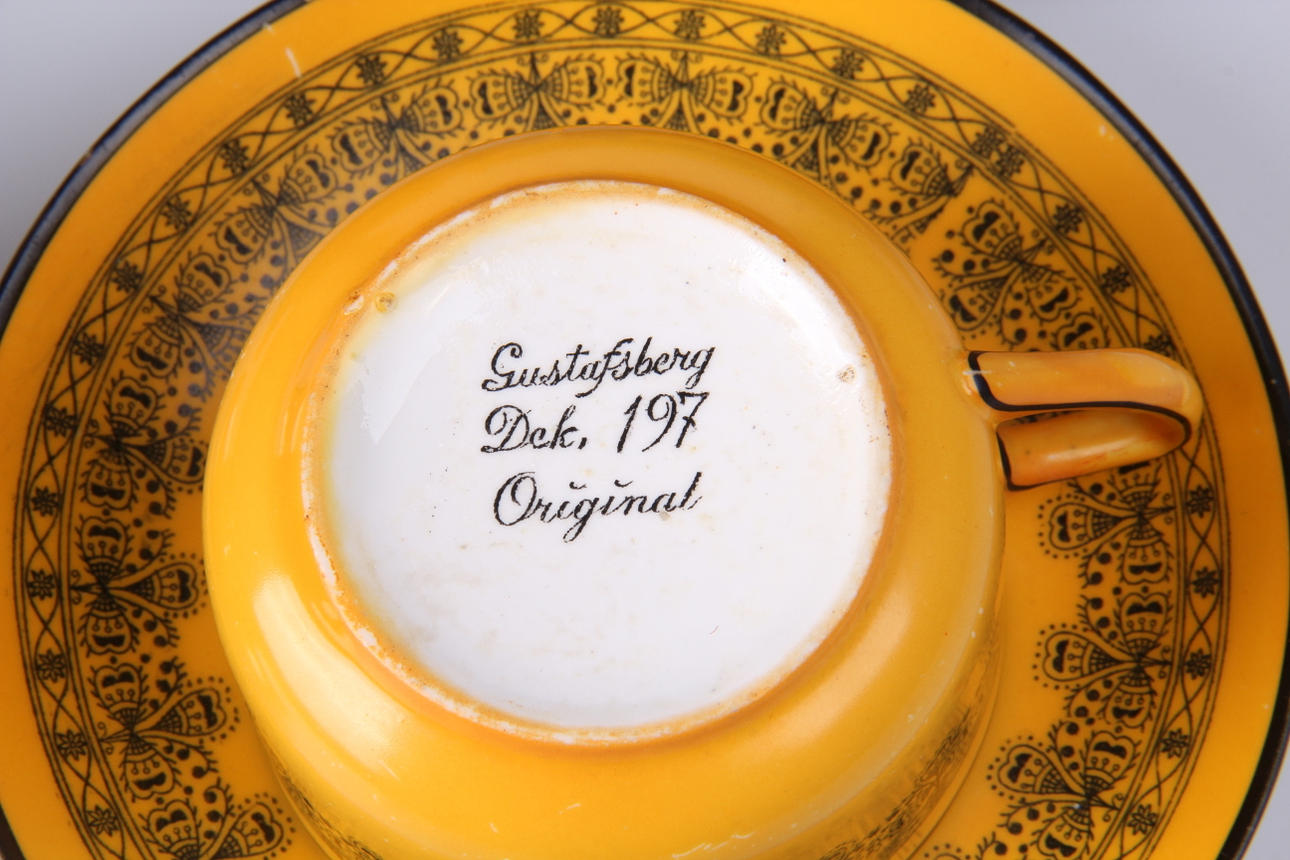 Gustafsberg
Dek. 197
Original